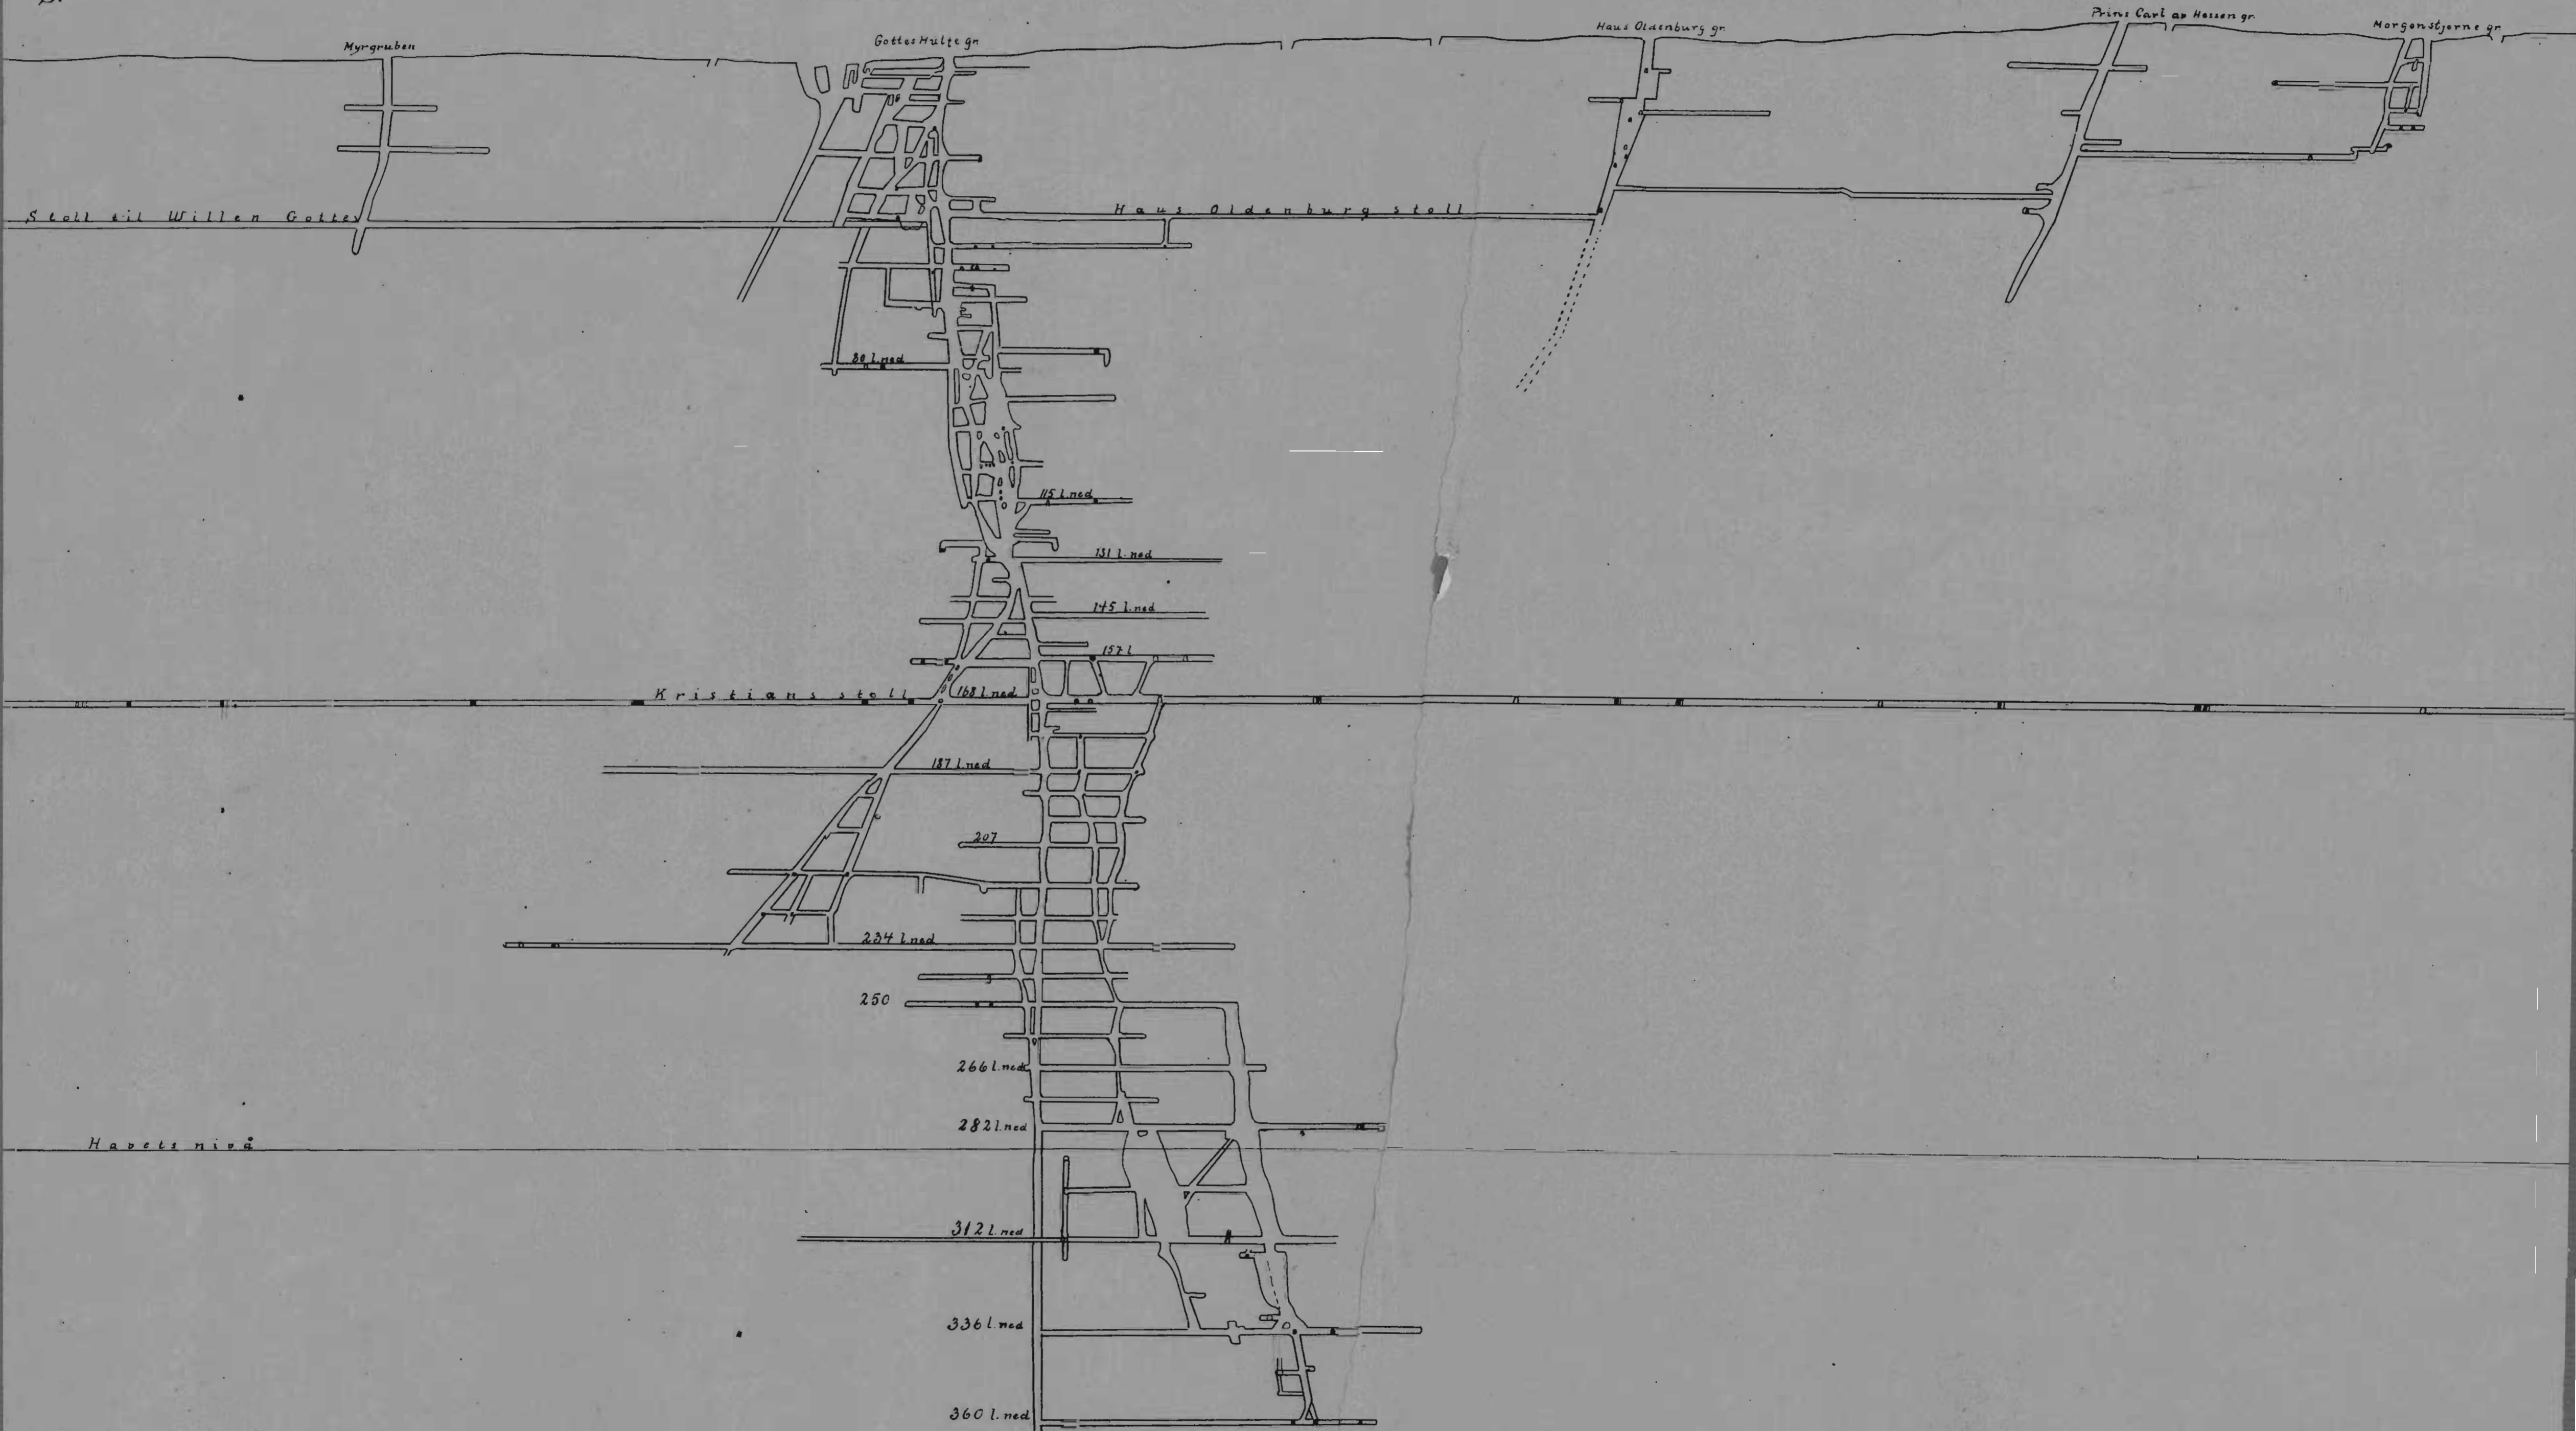 Myrgruben
Gottes Hülfe gr.
Haus Oldenburg gr.
Prins Carl av Hessen gr.
Morgenstjerne gr.
Stoll til Willen Gottes
Haus Oldenburg stoll
80 l.ned
115 l.ned
131 l.ned
145 l.ned
157 l
Kristians stoll
168 l.ned
187 l.ned
207
234 l.ned
250
266 l.ned
282 l.ned
Havets nivå
312 l.ned
336 l.ned
360 l.ned